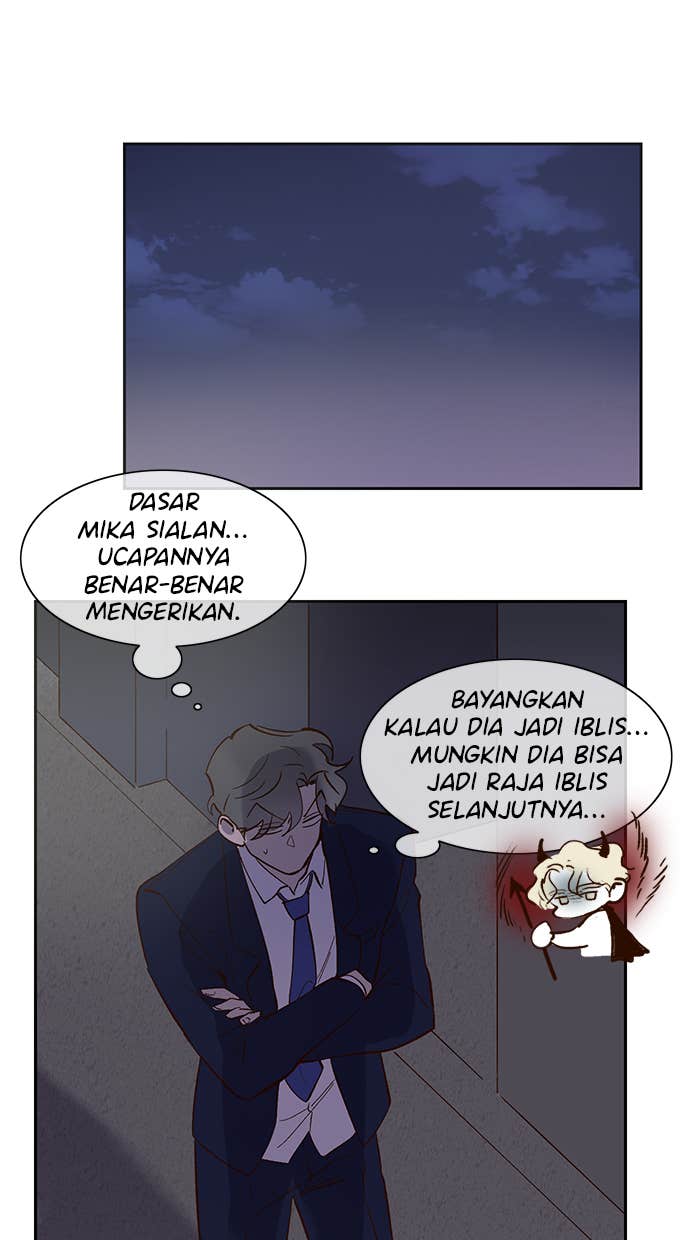 DASAR
MIKA SIALAN...
UCAPANNYA
BENAR-BENAR
MENGERIKAN.
BAYANGKAN
KALAU DIA JADI IBLIS...
MUNGKIN DIA BISA
JADI RAJA IBLIS
SELANJUTNYA...